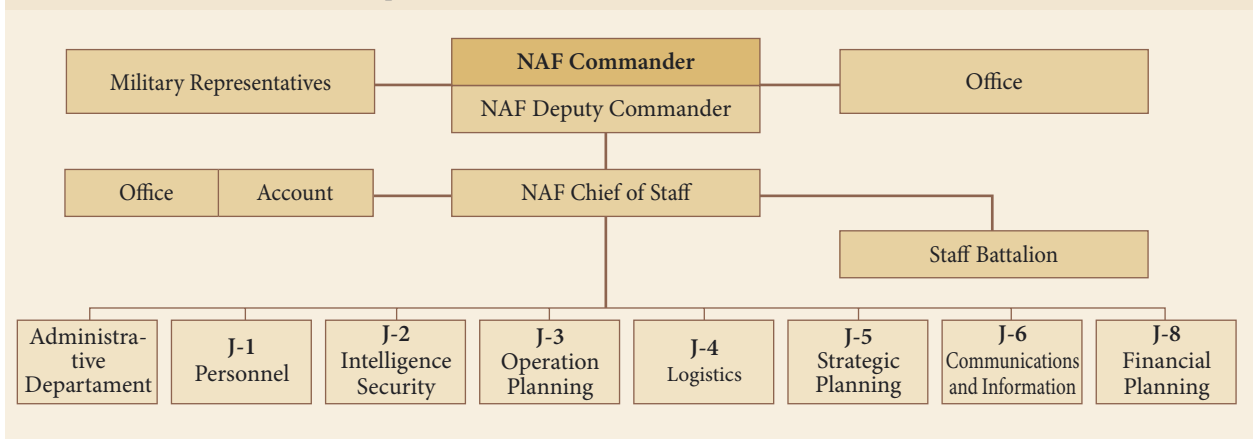 NAF Commander
Military Representatives
Office
NAF Deputy Commander
Office
Account
NAF Chief of Staff
Staff Battalion
Administra-
tive
Departament
J-1
Personnel
J-2
Intelligence
Security
J-3
Operation
Planning
J-4
Logistics
J-5
Strategic
Planning
J-6
Communications
and Information
J-8
Financial
Planning